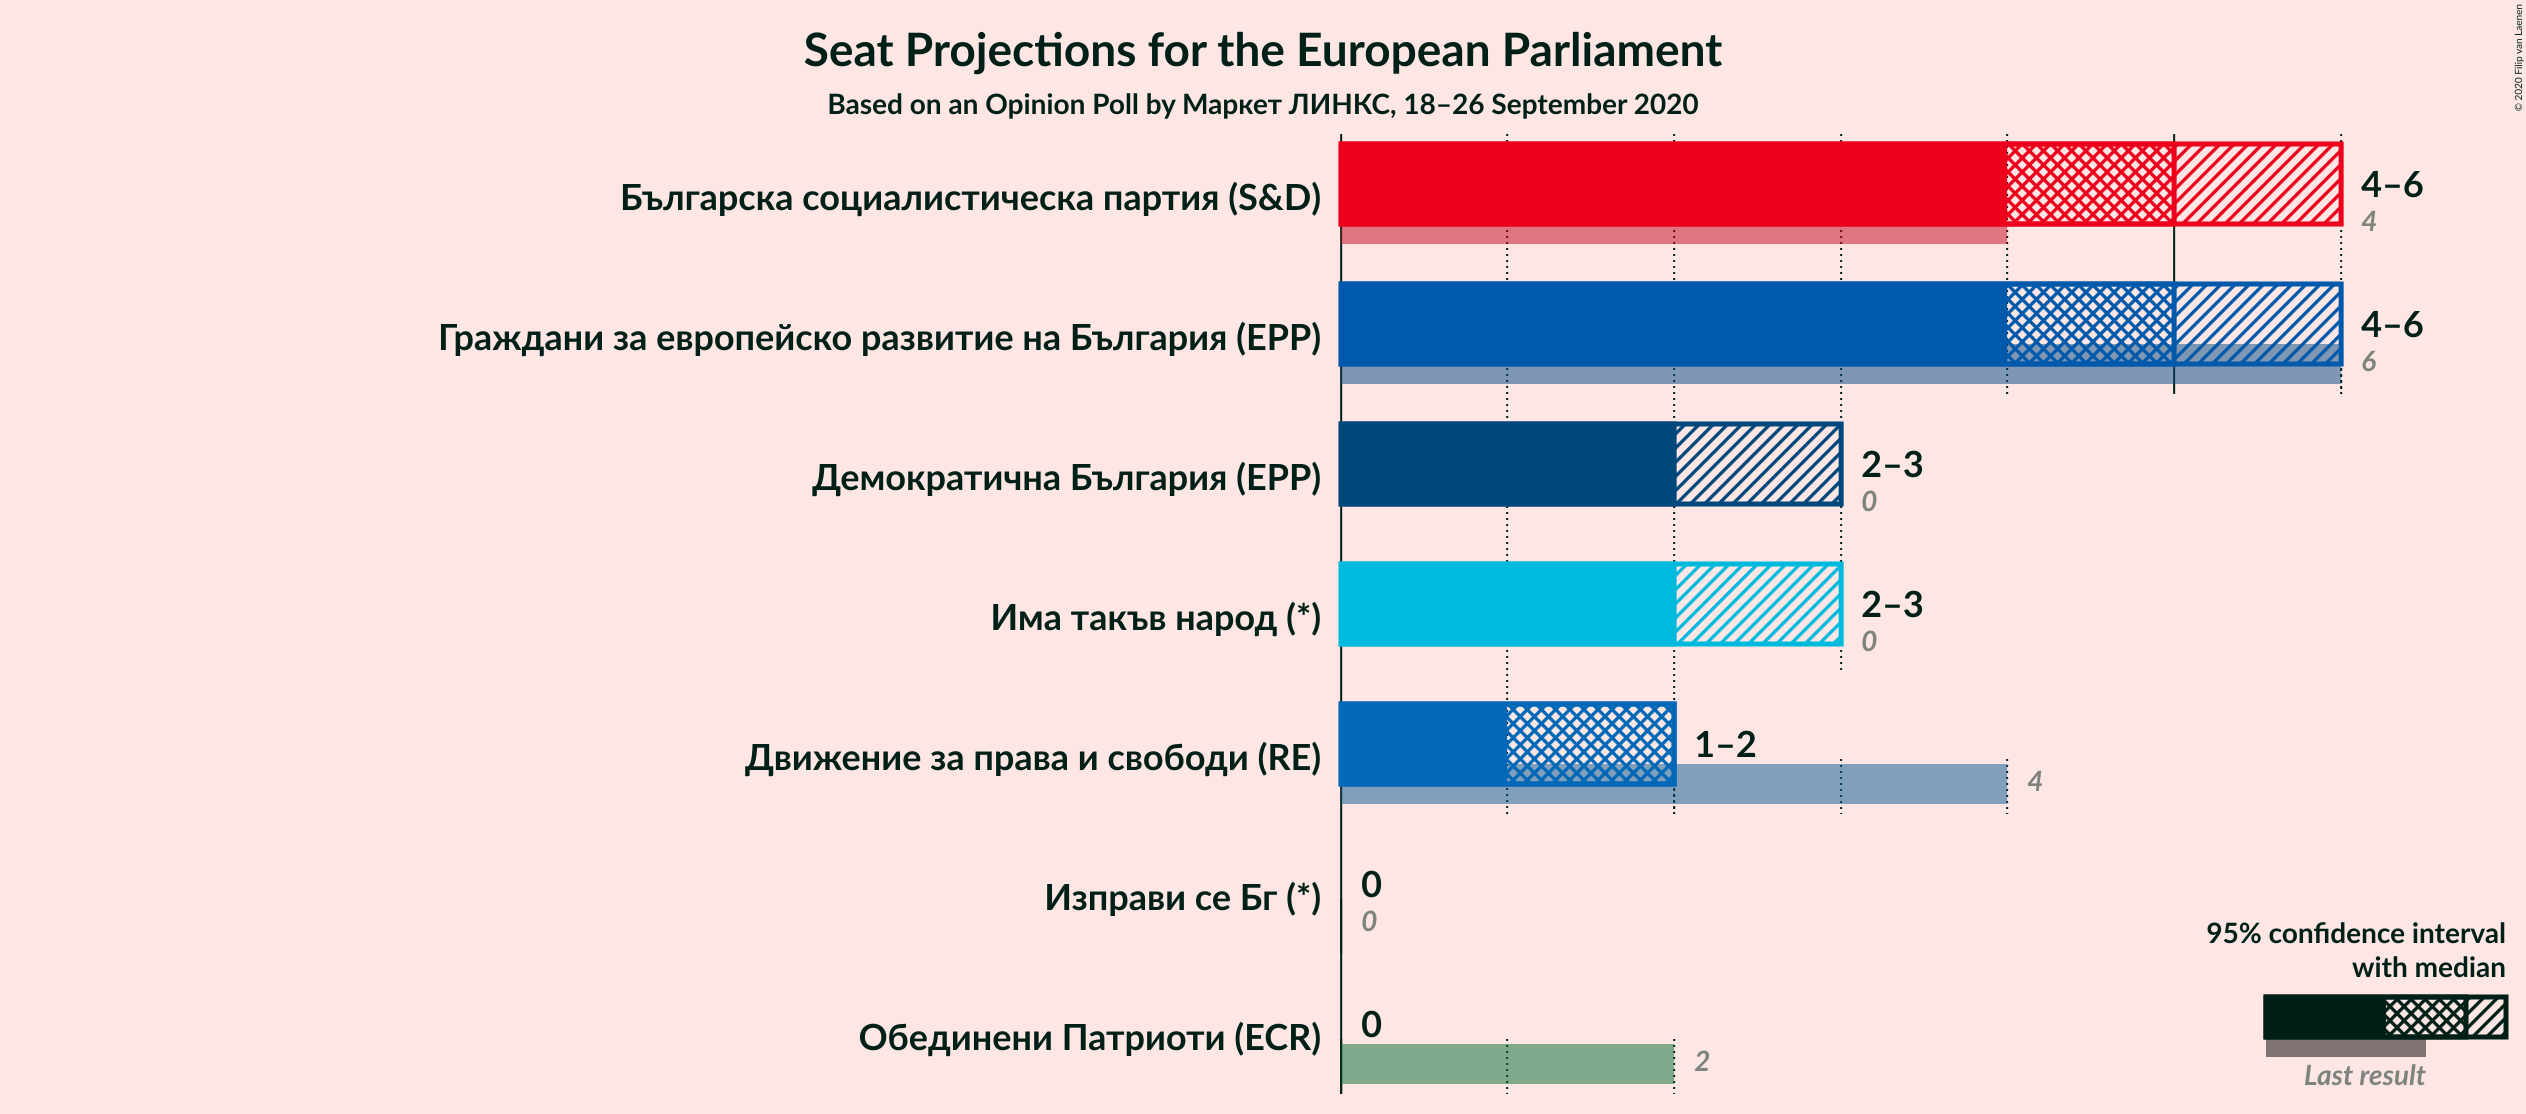 Seat Projections for the European Parliament
Based on an Opinion Poll by Маркет ЛИНКС, 18–26 September 2020
© 2020 Filip van Laenen
Българска социалистическа партия (S&D)
4–6
4
Граждани за европейско развитие на България (EPP)
4–6
6
Демократична България (EPP)
2–3
0
Има такъв народ (*)
2–3
0
Движение за права и свободи (RE)
1–2
4
Изправи се Бг (*)
0
0
Обединени Патриоти (ECR)
0
2
95% confidence interval
with median
Last result